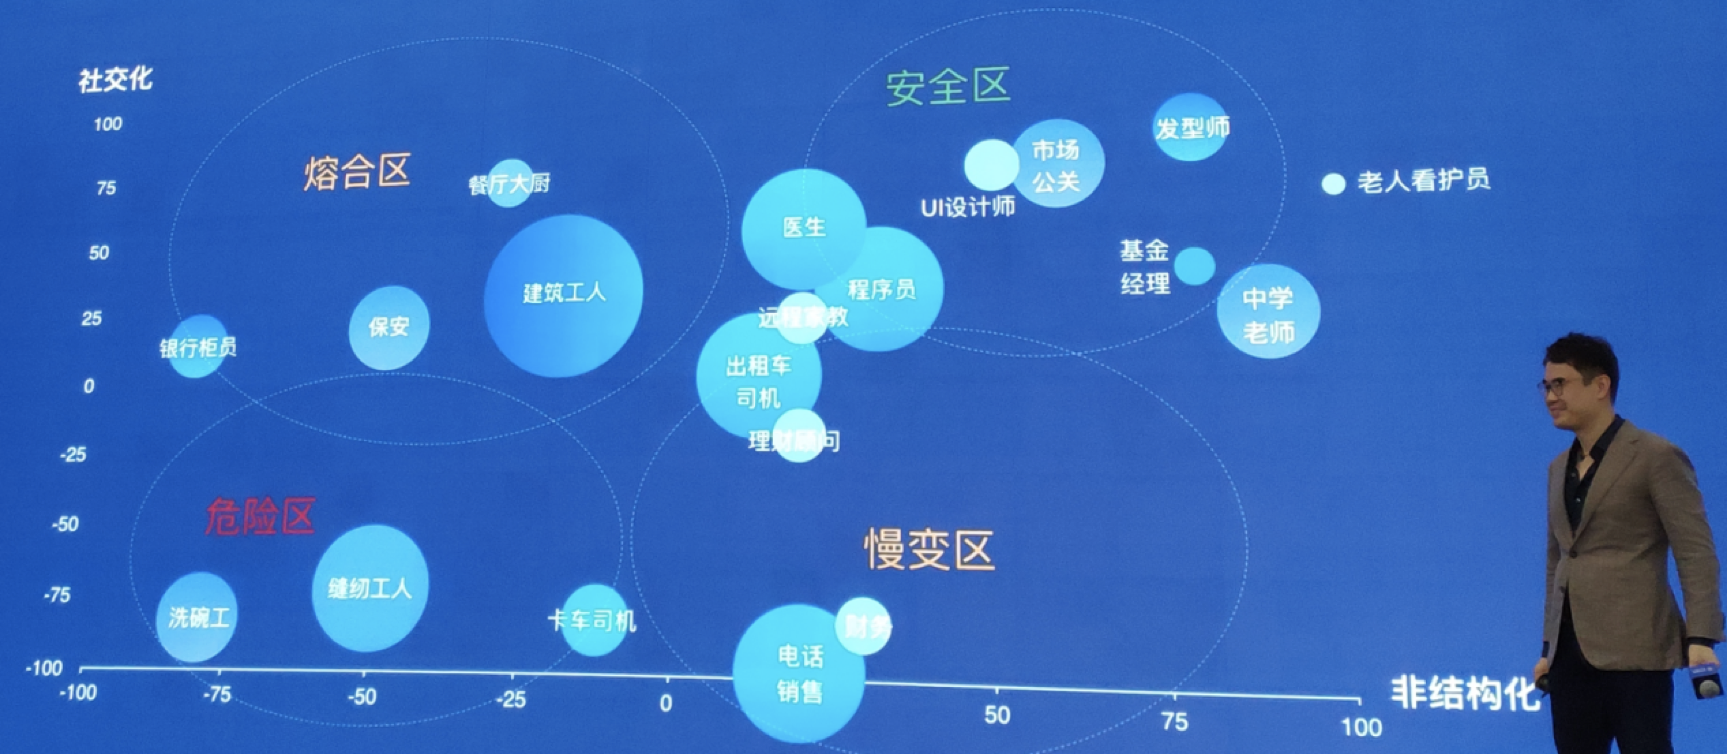 社交化
100
75
50
25
0
-25
-50
-75
-100
熔合区
餐厅大厨
建筑工人
保安
银行柜员
安全区
市场
公关
UI设计师
发型师
老人看护员
医生
程序员
远程家教
基金
经理
中学
老师
出租车
司机
理财顾问
危险区
洗碗工
缝纫工人
卡车司机
慢变区
财务
电话
销售
-100
-75
-50
-25
0
50
75
100
非结构化